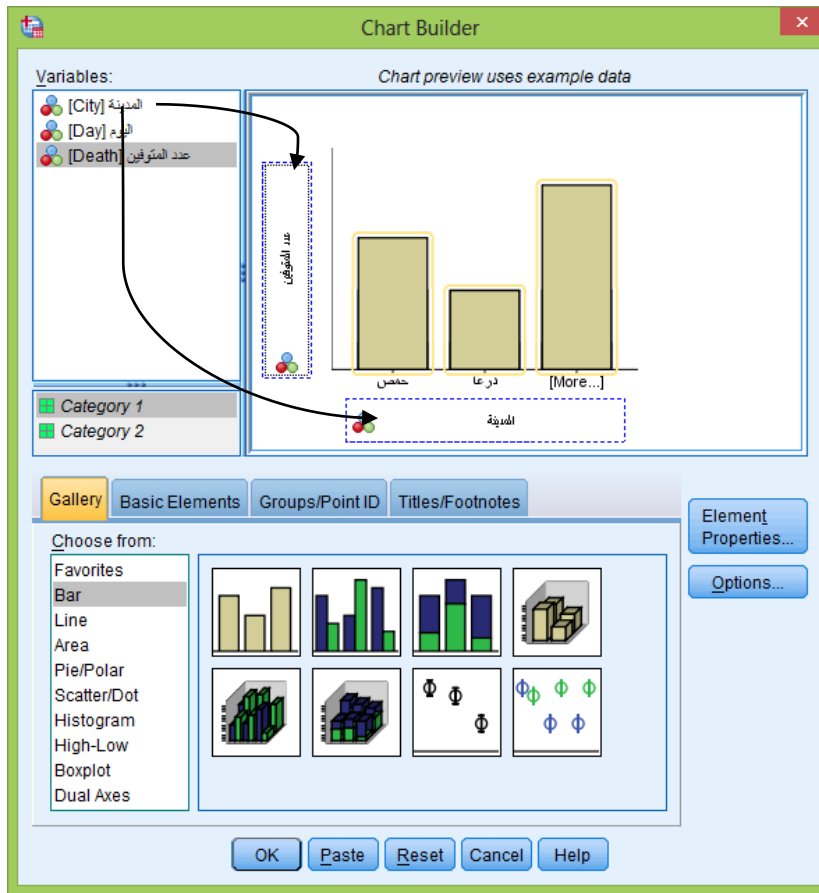 Chart Builder
Variables:
Chart preview uses example data
المدينة [City]
اليوم [Day]
عدد المتوفين [Death]
عدد المتوفين
حمص
درعا
[More...]
المدينة
Category 1
Category 2
Gallery
Basic Elements
Groups/Point ID
Titles/Footnotes
Element Properties...
Options...
Choose from:
Favorites
Bar
Line
Area
Pie/Polar
Scatter/Dot
Histogram
High-Low
Boxplot
Dual Axes
OK
Paste
Reset
Cancel
Help